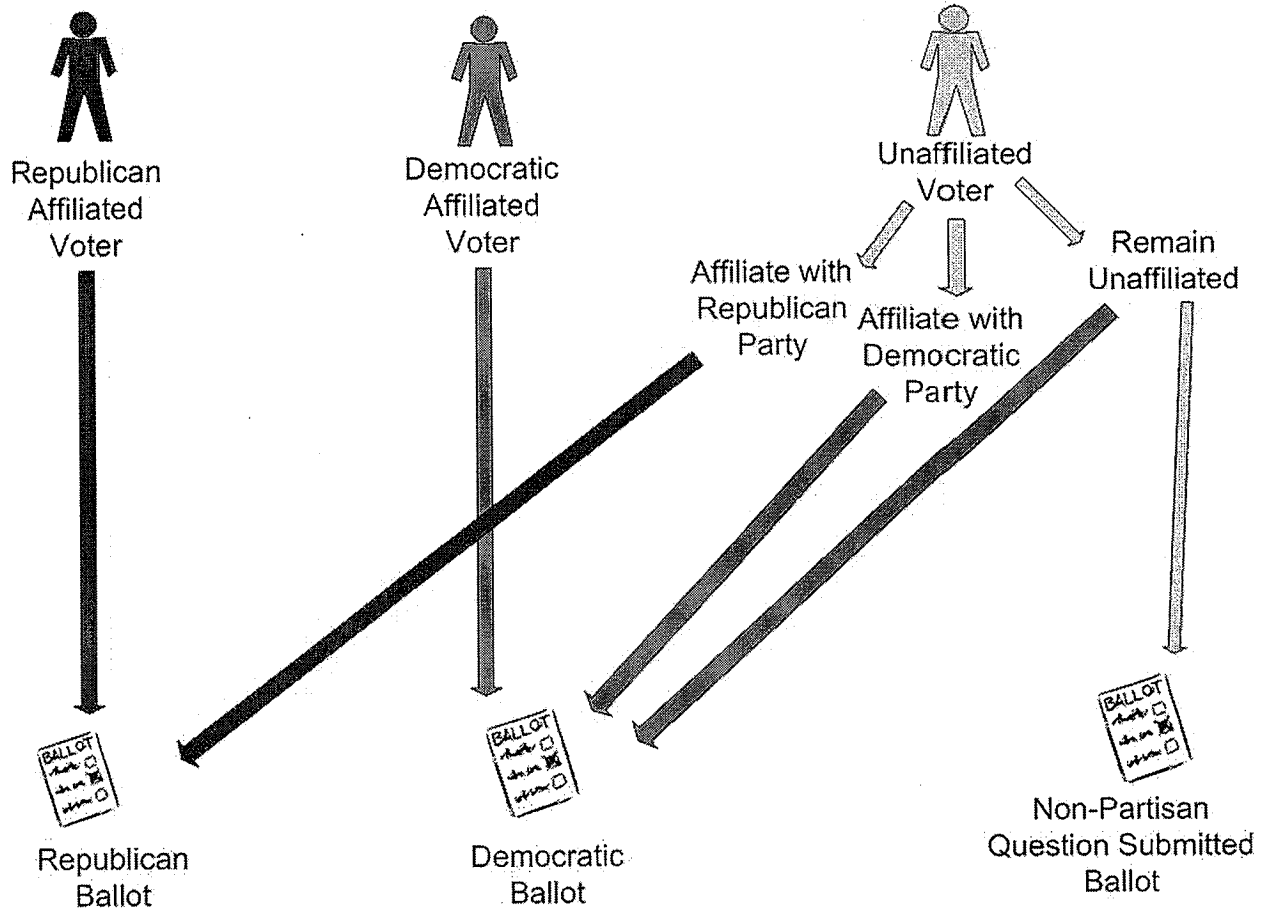 Republican
Affiliated
Voter
Democratic
Affiliated
Voter
Unaffiliated
Voter
Affiliate with
Republican
Party
Affiliate with
Democratic
Party
Remain
Unaffiliated
BALLOT
BALLOT
BALLOT
Republican
Ballot
Democratic
Ballot
Non-Partisan
Question Submitted
Ballot